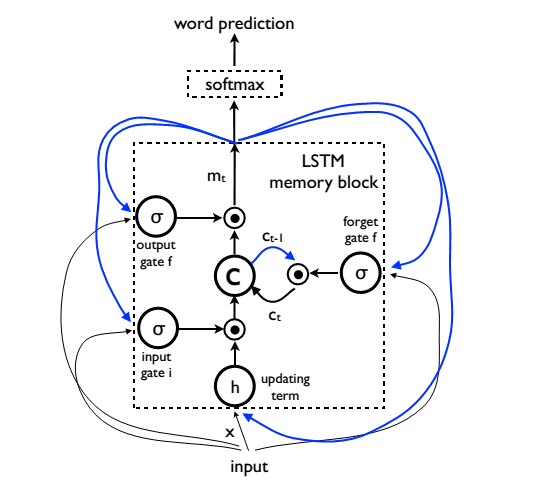 word prediction
softmax
LSTM
memory block
mt
σ
output
gate f
forget
gate f
ct-1
c
σ
ct
σ
input
gate i
h
updating
term
x
input